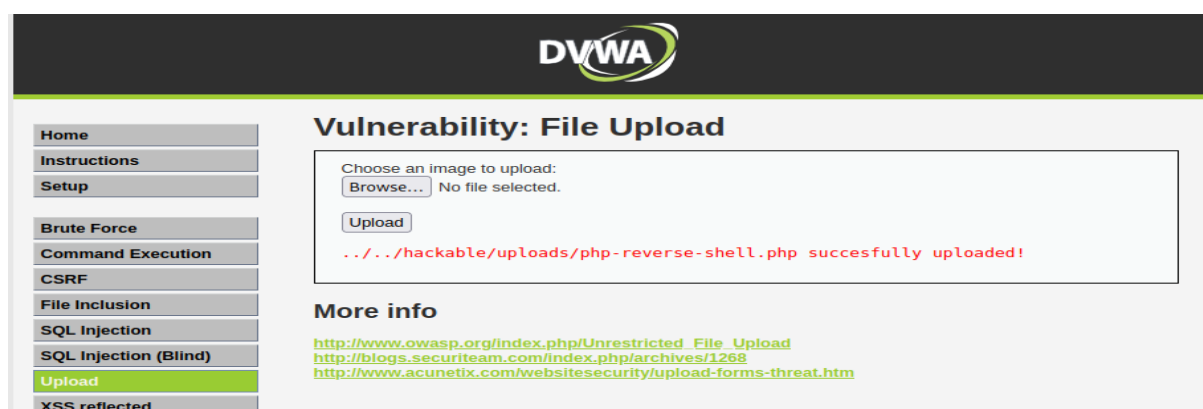 DVWA
Home
Instructions
Setup
Brute Force
Command Execution
CSRF
File Inclusion
SQL Injection
SQL Injection (Blind)
Upload
XSS reflected
Vulnerability: File Upload
Choose an image to upload:
Browse... No file selected.
Upload
../../hackable/uploads/php-reverse-shell.php succesfully uploaded!
More info
http://www.owasp.org/index.php/Unrestricted_File_Upload
http://blogs.securiteam.com/index.php/archives/1268
http://www.acunetix.com/websitesecurity/upload-forms-threat.htm